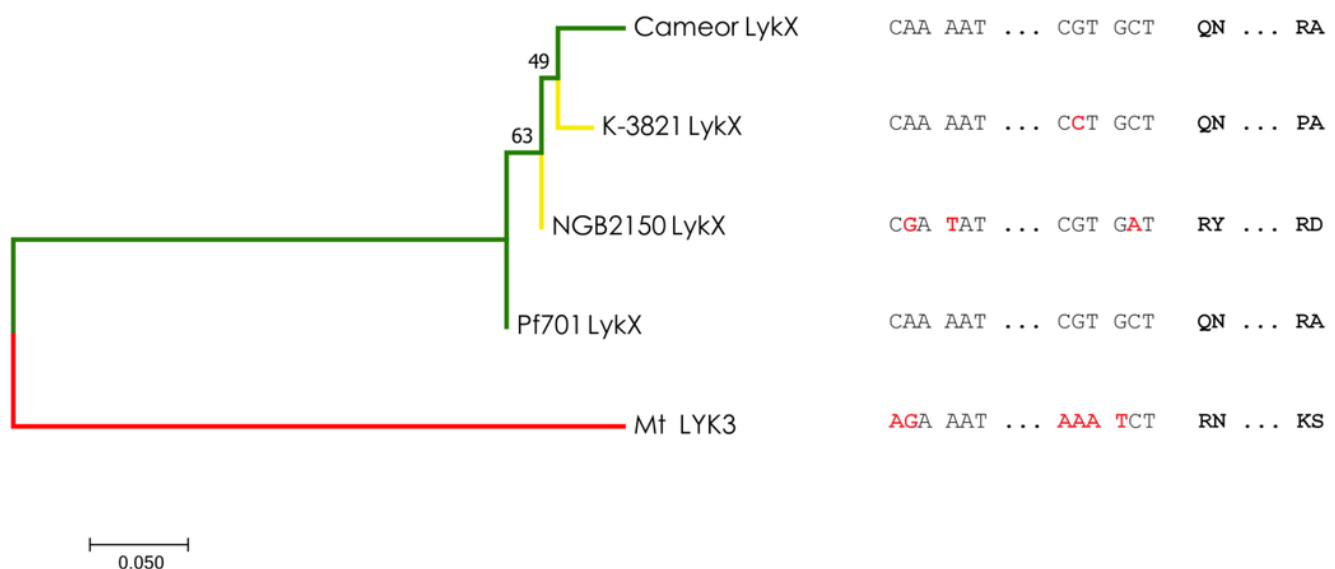 Cameor LykX CAA AAT ... CGT GCT QN ... RA
49
K-3821 LykX CAA AAT ... CCT GCT QN ... PA
63
NGB2150 LykX CGA TAT ... CGT GAT RY ... RD
Pf701 LykX CAA AAT ... CGT GCT QN ... RA
Mt LYK3 AGA AAT ... AAA TCT RN ... KS
0.050